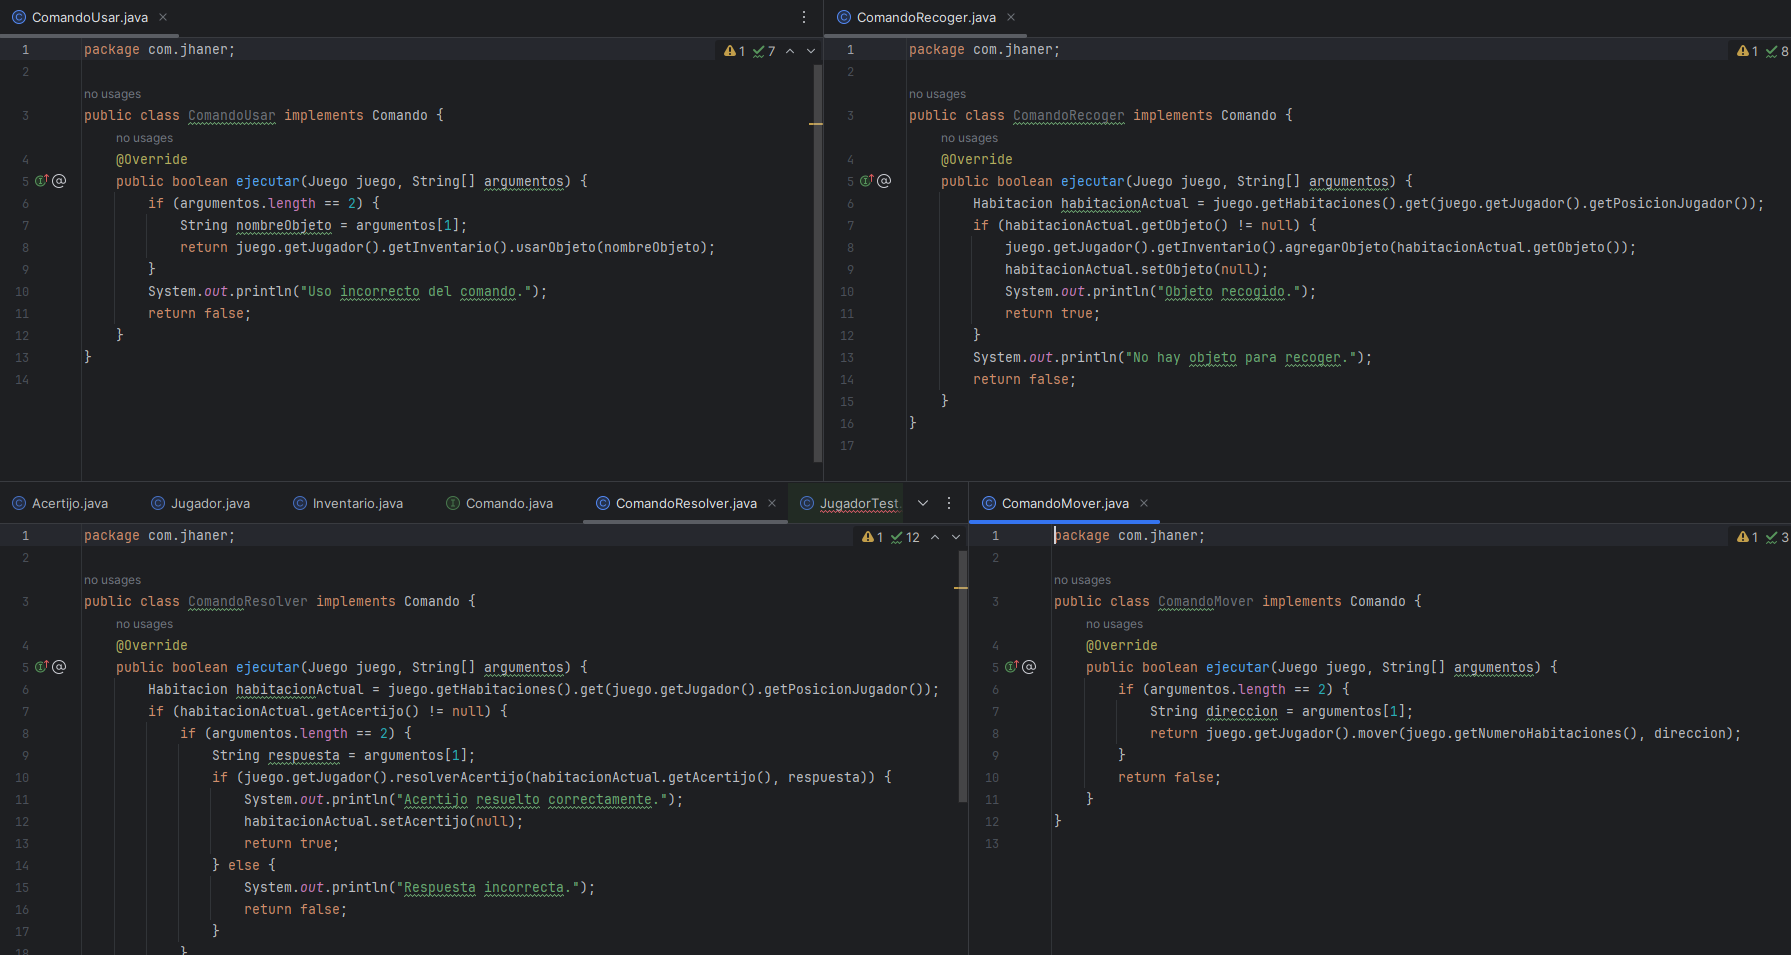 ComandoUsar.java
1 package com.jhaner;
1 7
2
no usages
3 public class ComandoUsar implements Comando {
no usages
4 @Override
5 public boolean ejecutar(Juego juego, String[] argumentos) {
6 if (argumentos.length == 2) {
7 String nombreObjeto = argumentos[1];
8 return juego.getJugador().getInventario().usarObjeto(nombreObjeto);
9 }
10 System.out.println("Uso incorrecto del comando.");
11 return false;
12 }
13 }
14
ComandoRecoger.java
1 package com.jhaner;
1 8
2
no usages
3 public class ComandoRecoger implements Comando {
no usages
4 @Override
5 public boolean ejecutar(Juego juego, String[] argumentos) {
6 Habitacion habitacionActual = juego.getHabitaciones().get(juego.getJugador().getPosicionJugador());
7 if (habitacionActual.getObjeto() != null) {
8 juego.getJugador().getInventario().agregarObjeto(habitacionActual.getObjeto());
9 habitacionActual.setObjeto(null);
10 System.out.println("Objeto recogido.");
11 return true;
12 }
13 System.out.println("No hay objeto para recoger.");
14 return false;
15 }
16 }
17
Acertijo.java Jugador.java Inventario.java Comando.java ComandoResolver.java JugadorTest.
1 package com.jhaner;
1 12
2
no usages
3 public class ComandoResolver implements Comando {
no usages
4 @Override
5 public boolean ejecutar(Juego juego, String[] argumentos) {
6 Habitacion habitacionActual = juego.getHabitaciones().get(juego.getJugador().getPosicionJugador());
7 if (habitacionActual.getAcertijo() != null) {
8 if (argumentos.length == 2) {
9 String respuesta = argumentos[1];
10 if (juego.getJugador().resolverAcertijo(habitacionActual.getAcertijo(), respuesta)) {
11 System.out.println("Acertijo resuelto correctamente.");
12 habitacionActual.setAcertijo(null);
13 return true;
14 } else {
15 System.out.println("Respuesta incorrecta.");
16 return false;
17 }
18 }
ComandoMover.java
1 package com.jhaner;
1 3
2
no usages
3 public class ComandoMover implements Comando {
no usages
4 @Override
5 public boolean ejecutar(Juego juego, String[] argumentos) {
6 if (argumentos.length == 2) {
7 String direccion = argumentos[1];
8 return juego.getJugador().mover(juego.getNumeroHabitaciones(), direccion);
9 }
10 return false;
11 }
12 }
13